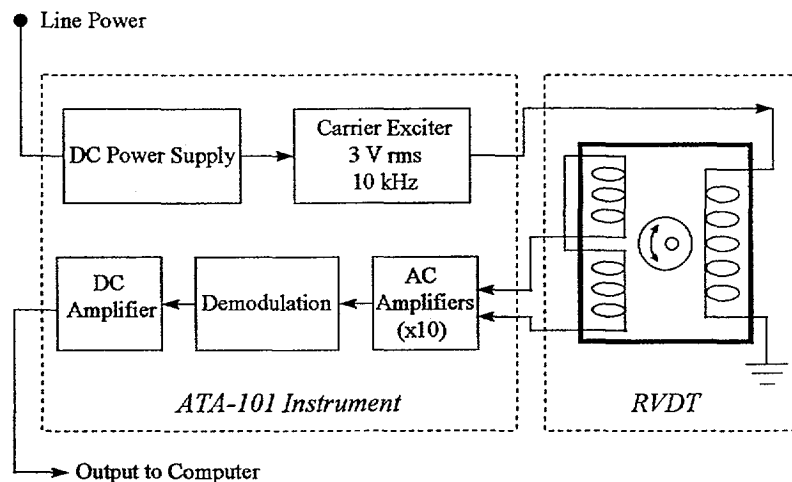 Line Power
DC Power Supply
Carrier Exciter
3 V rms
10 kHz
DC
Amplifier
Demodulation
AC
Amplifiers
(x10)
ATA-101 Instrument
RVDT
Output to Computer